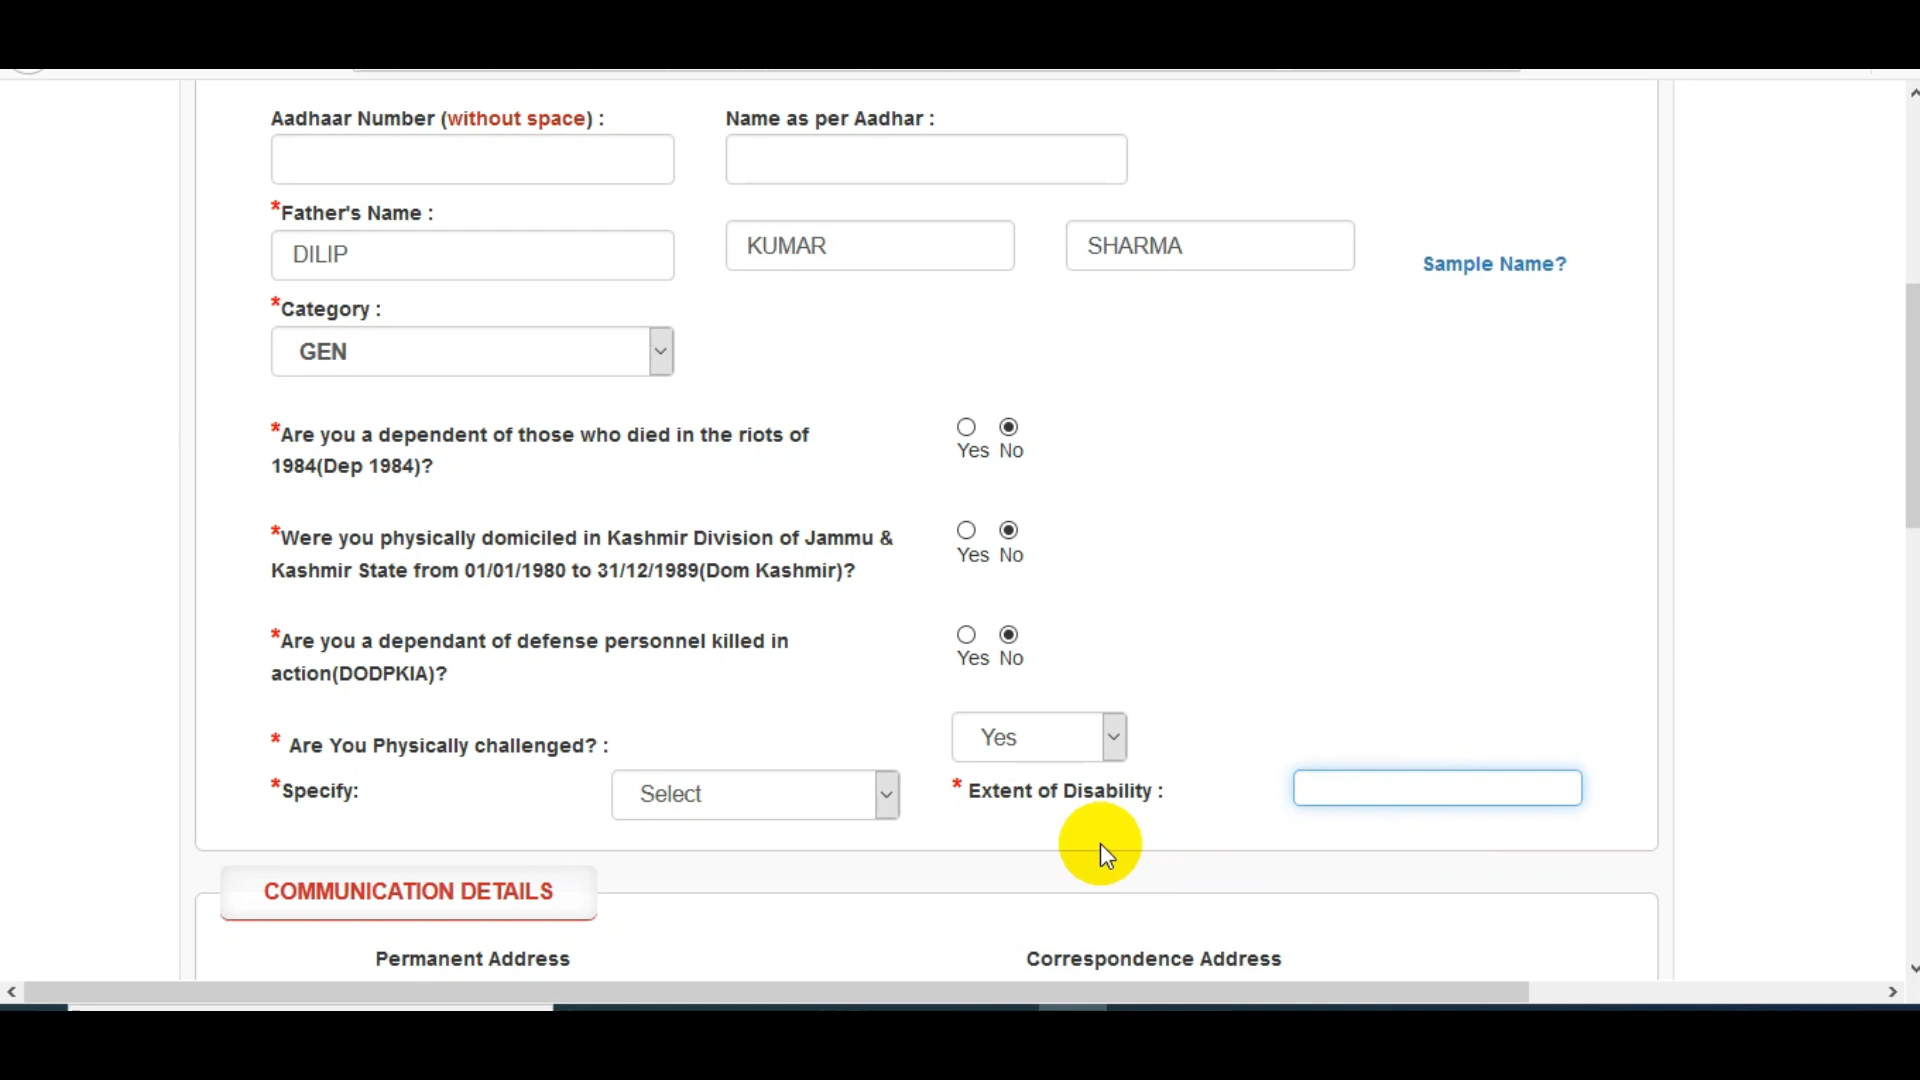 Aadhaar Number (without space) : Name as per Aadhar :
*Father's Name :
DILIP KUMAR SHARMA Sample Name?
*Category :
GEN
*Are you a dependent of those who died in the riots of
1984(Dep 1984)?
Yes No
*Were you physically domiciled in Kashmir Division of Jammu &
Kashmir State from 01/01/1980 to 31/12/1989(Dom Kashmir)?
Yes No
*Are you a dependant of defense personnel killed in
action(DODPKIA)?
Yes No
* Are You Physically challenged? : Yes
*Specify: Select * Extent of Disability :
COMMUNICATION DETAILS
Permanent Address Correspondence Address